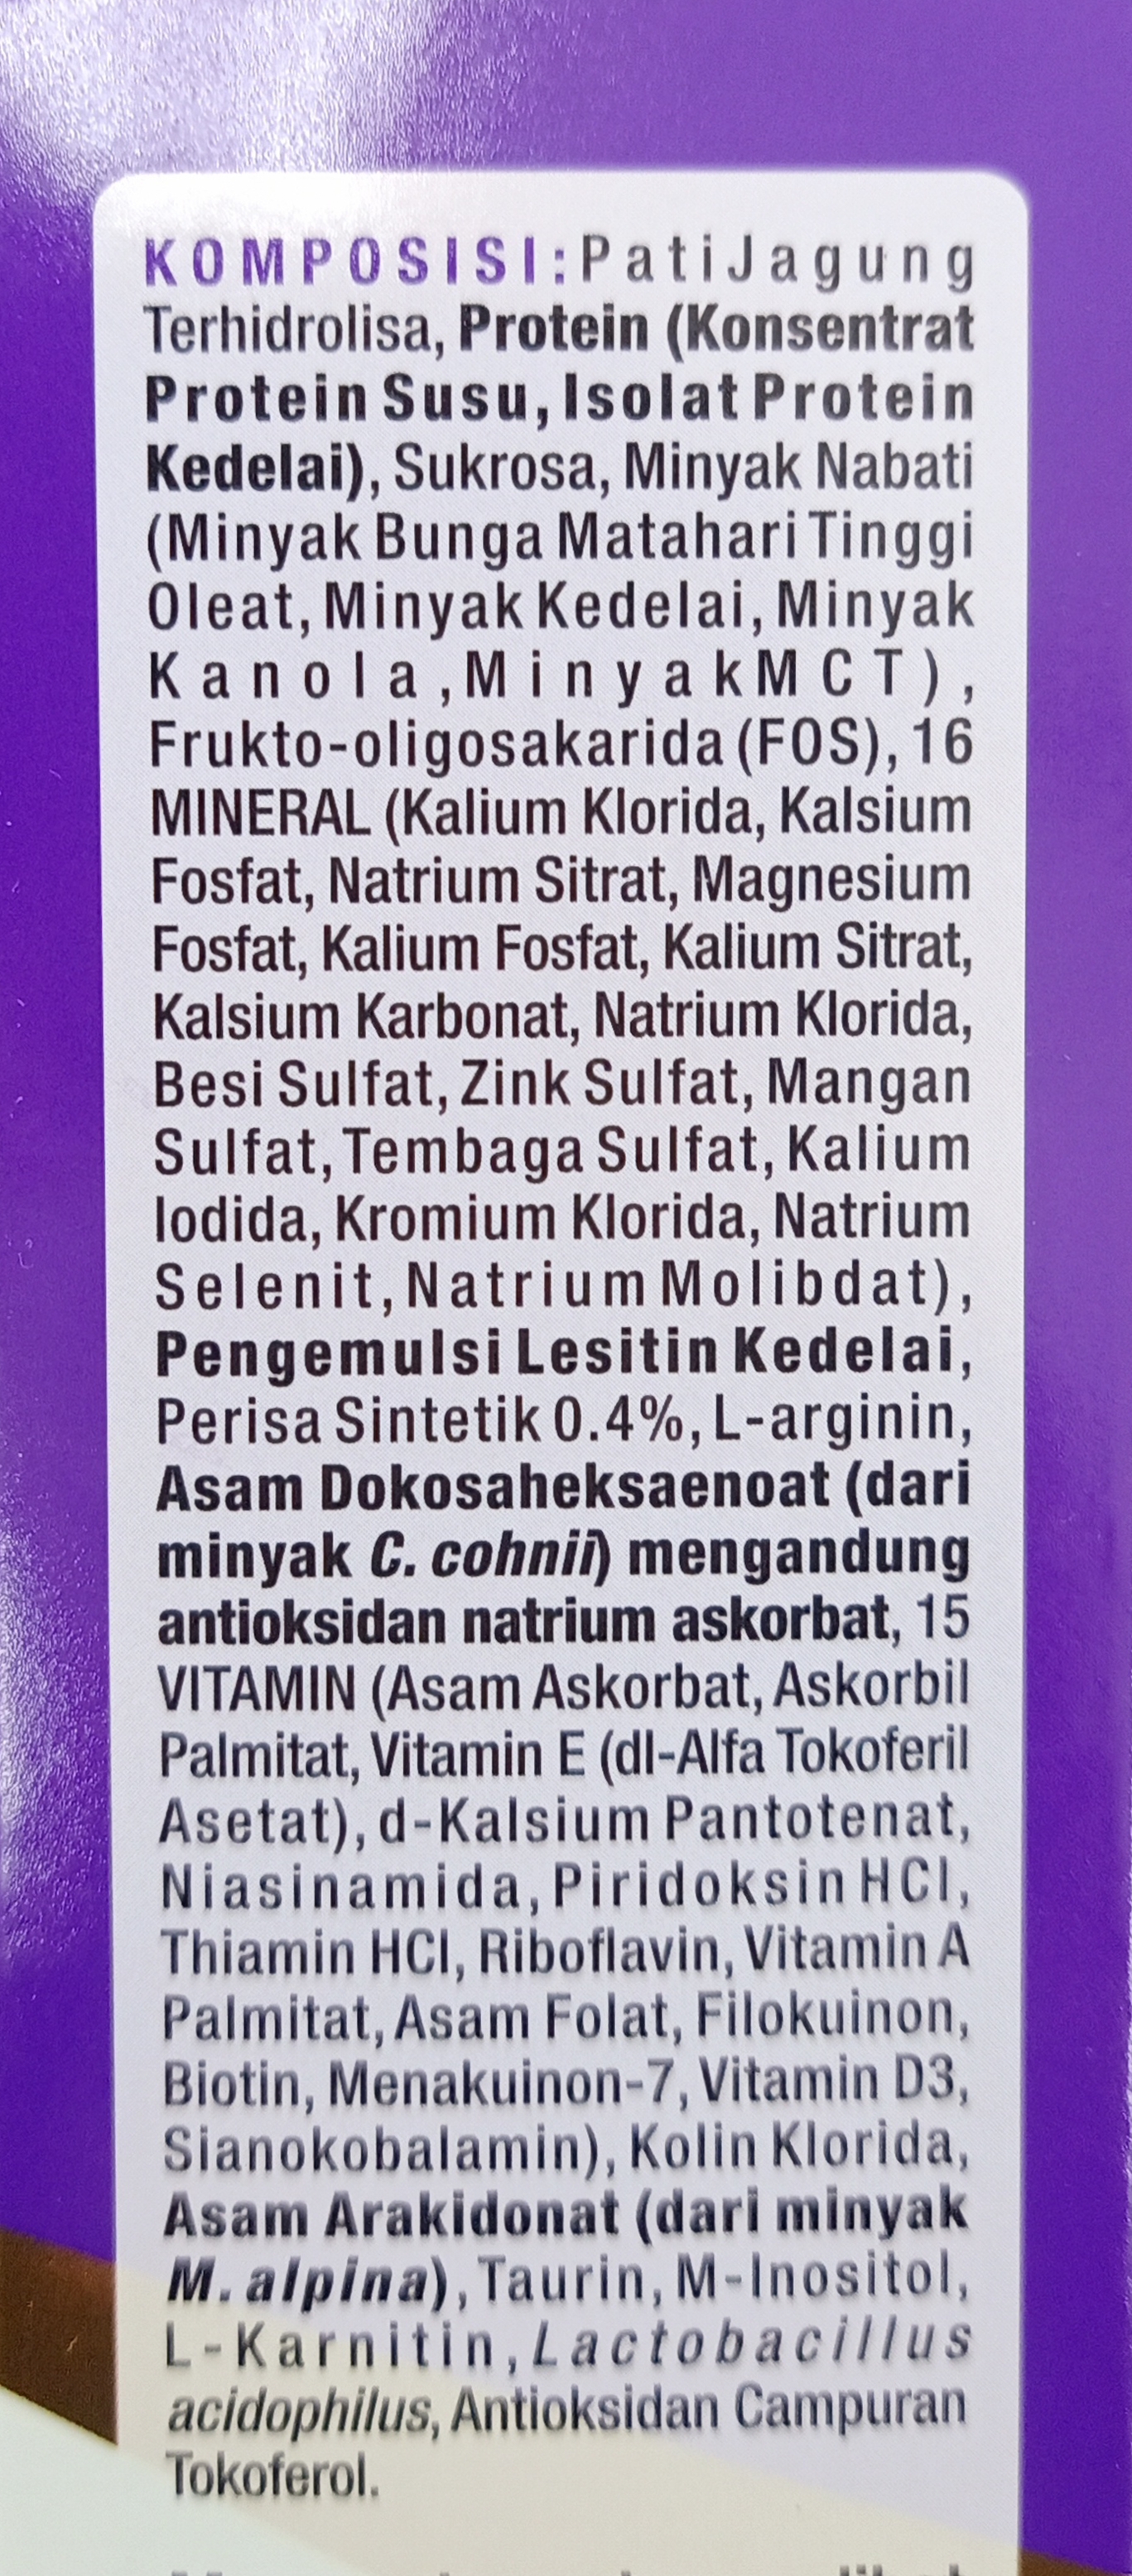 KOMPOSISI: Pati Jagung
Terhidrolisa, Protein (Konsentrat
Protein Susu, Isolat Protein
Kedelai), Sukrosa, Minyak Nabati
(Minyak Bunga Matahari Tinggi
Oleat, Minyak Kedelai, Minyak
Kanola, Minyak MCT),
Frukto-oligosakarida (FOS), 16
MINERAL (Kalium Klorida, Kalsium
Fosfat, Natrium Sitrat, Magnesium
Fosfat, Kalium Fosfat, Kalium Sitrat,
Kalsium Karbonat, Natrium Klorida,
Besi Sulfat, Zink Sulfat, Mangan
Sulfat, Tembaga Sulfat, Kalium
Iodida, Kromium Klorida, Natrium
Selenit, Natrium Molibdat),
Pengemulsi Lesitin Kedelai,
Perisa Sintetik 0.4%, L-arginin,
Asam Dokosaheksaenoat (dari
minyak C. cohnii) mengandung
antioksidan natrium askorbat, 15
VITAMIN (Asam Askorbat, Askorbil
Palmitat, Vitamin E (dl-Alfa Tokoferil
Asetat), d-Kalsium Pantotenat,
Niasinamida, Piridoksin HCl,
Thiamin HCl, Riboflavin, Vitamin A
Palmitat, Asam Folat, Filokuinon,
Biotin, Menakuinon-7, Vitamin D3,
Sianokobalamin), Kolin Klorida,
Asam Arakidonat (dari minyak
M. alpina), Taurin, M-Inositol,
L-Karnitin, Lactobacillus
acidophilus, Antioksidan Campuran
Tokoferol.